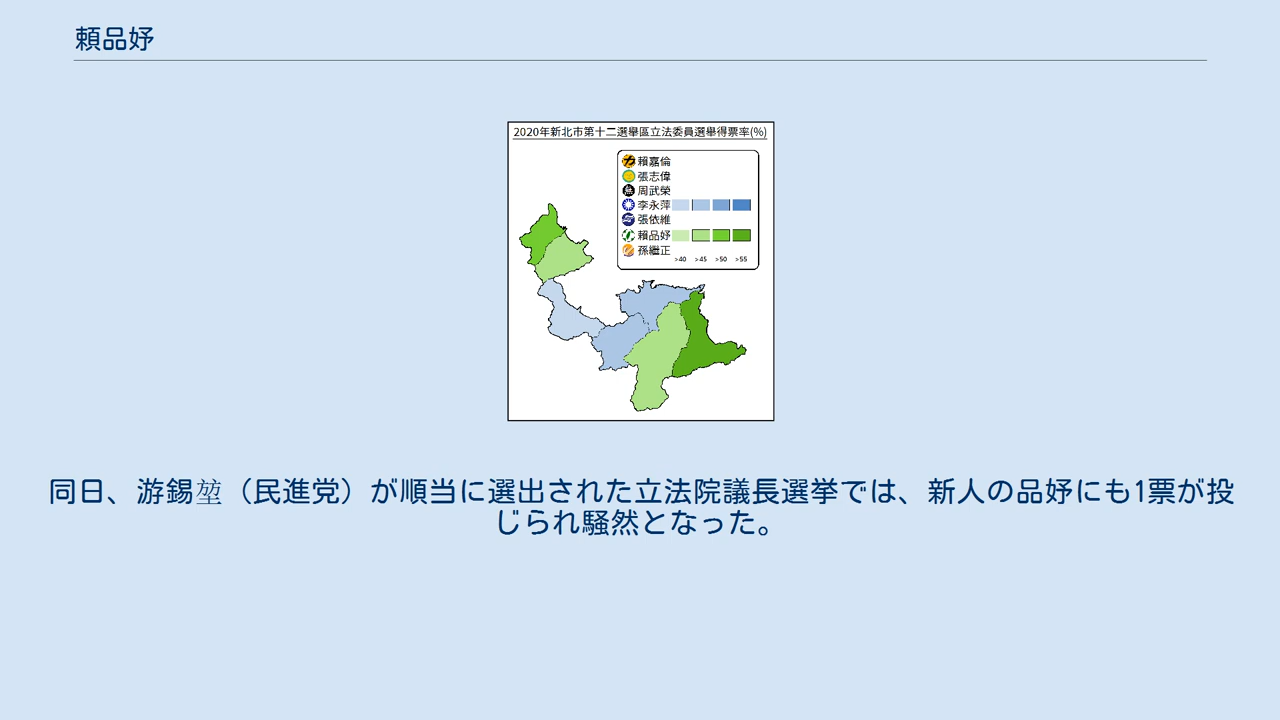 頼品妤
2020年新北市第十二選舉區立法委員選舉得票率(%)
賴嘉倫
張志偉
周武榮
李永萍
張依維
賴品妤
孫繼正
>40 >45 >50 >55
同日、游錫堃（民進党）が順当に選出された立法院議長選挙では、新人の品妤にも1票が投
じられ騒然となった。